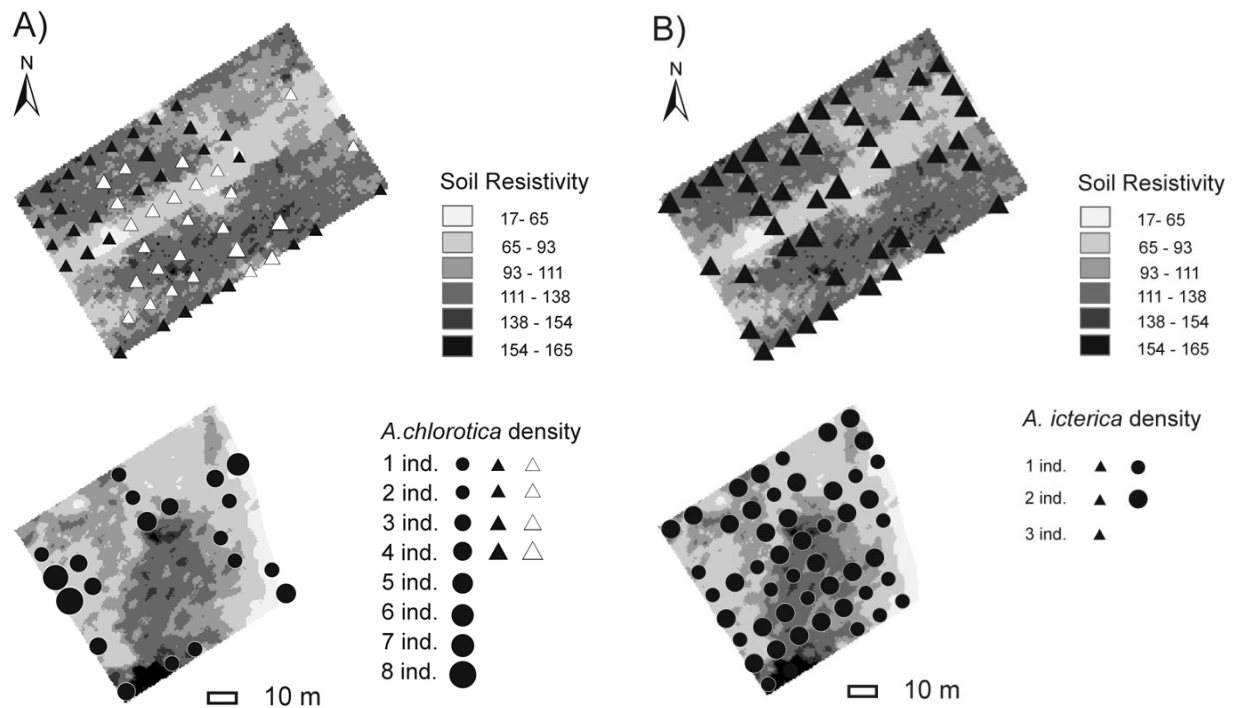 A)
N
Soil Resistivity
17- 65
65 - 93
93 - 111
111 - 138
138 - 154
154 - 165
B)
N
Soil Resistivity
17- 65
65 - 93
93 - 111
111 - 138
138 - 154
154 - 165
A.chlorotica density
1 ind.
2 ind.
3 ind.
4 ind.
5 ind.
6 ind.
7 ind.
8 ind.
10 m
A. icterica density
1 ind.
2 ind.
3 ind.
10 m